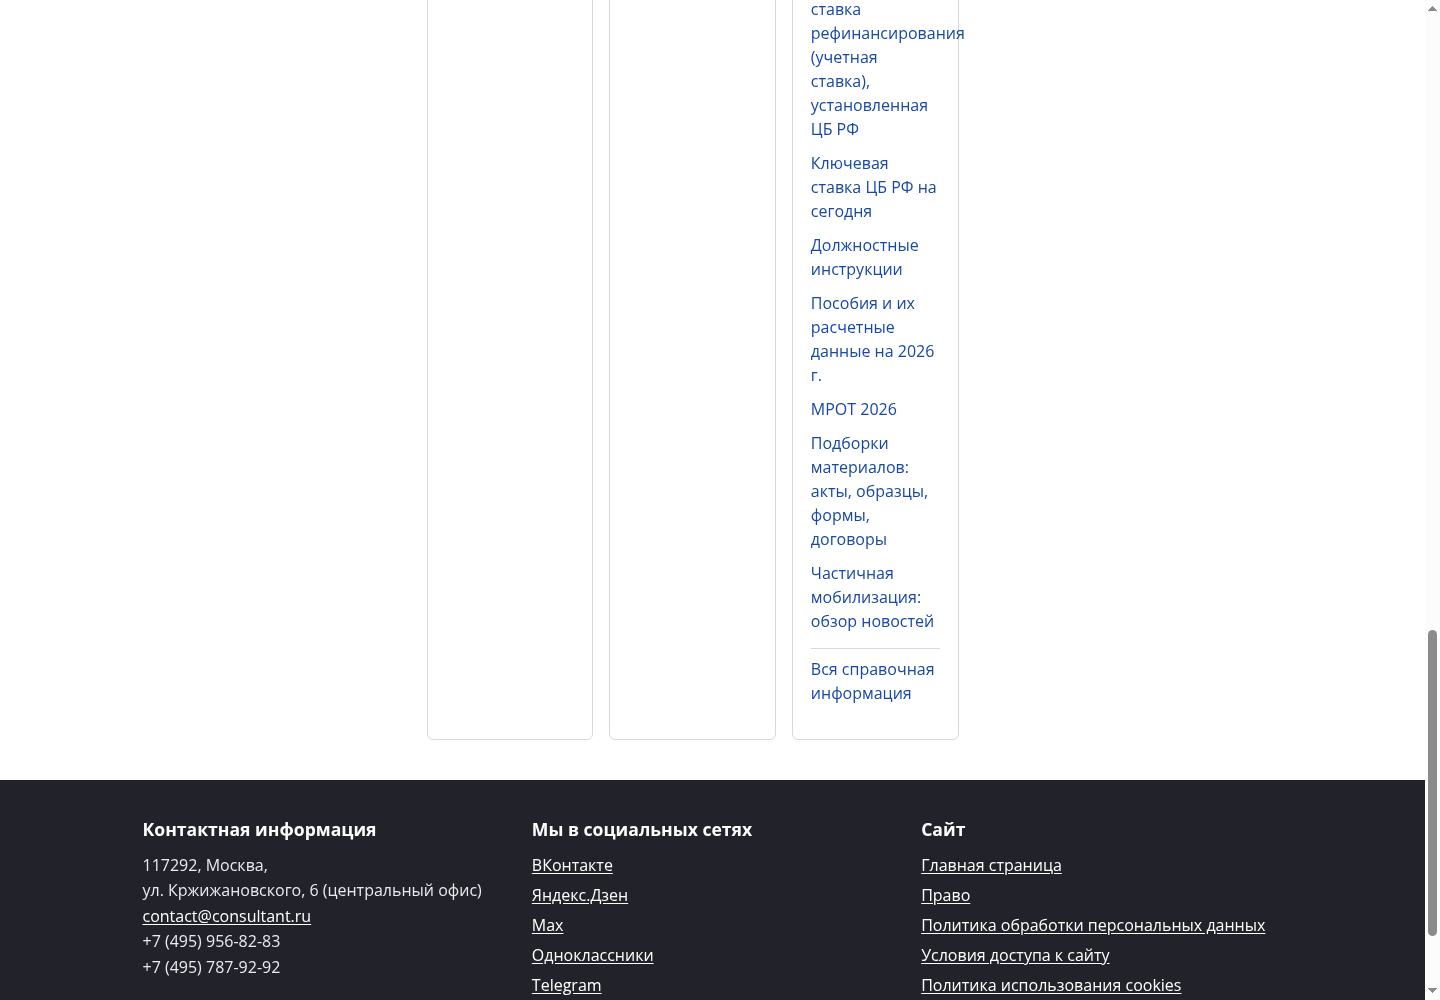 ставка
рефинансирования
(учетная
ставка),
установленная
ЦБ РФ
Ключевая
ставка ЦБ РФ на
сегодня
Должностные
инструкции
Пособия и их
расчетные
данные на 2026
г.
МРОТ 2026
Подборки
материалов:
акты, образцы,
формы,
договоры
Частичная
мобилизация:
обзор новостей
Вся справочная
информация
Контактная информация
117292, Москва,
ул. Кржижановского, 6 (центральный офис)
contact@consultant.ru
+7 (495) 956-82-83
+7 (495) 787-92-92
Мы в социальных сетях
ВКонтакте
Яндекс.Дзен
Max
Одноклассники
Telegram
Сайт
Главная страница
Право
Политика обработки персональных данных
Условия доступа к сайту
Политика использования cookies